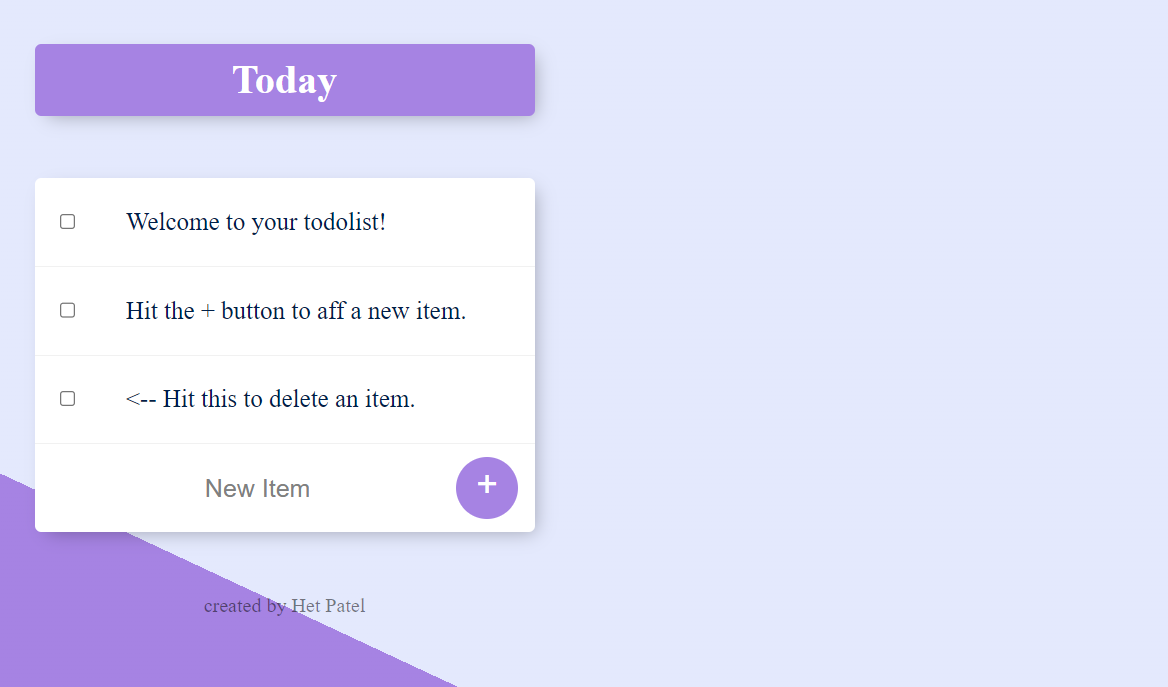 Today
Welcome to your todolist!
Hit the + button to aff a new item.
<-- Hit this to delete an item.
New Item +
created by Het Patel